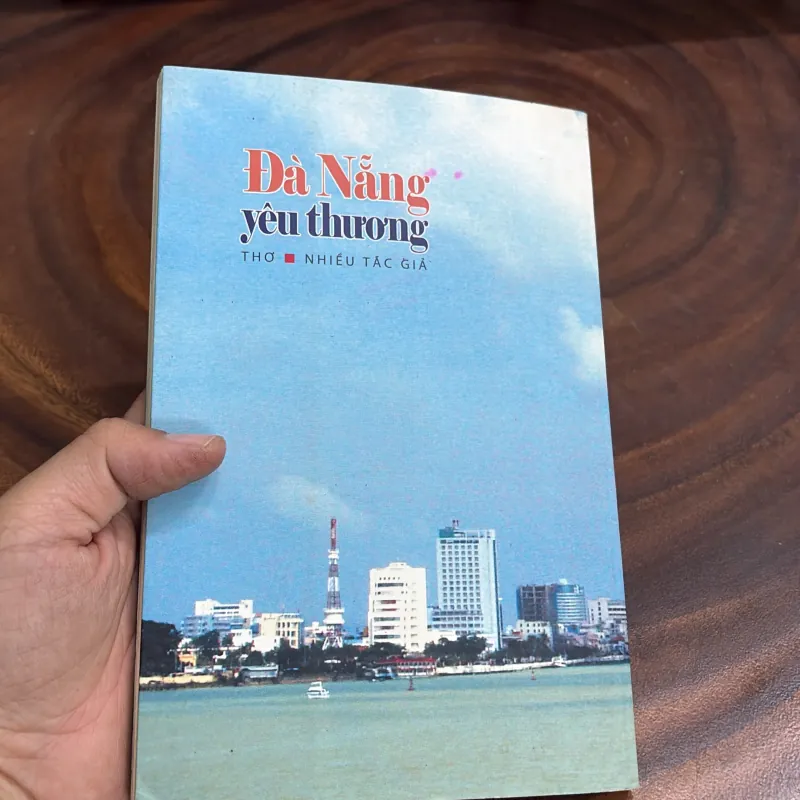 Đà Nẵng
yêu thương
THƠ ■ NHIỀU TÁC GIẢ